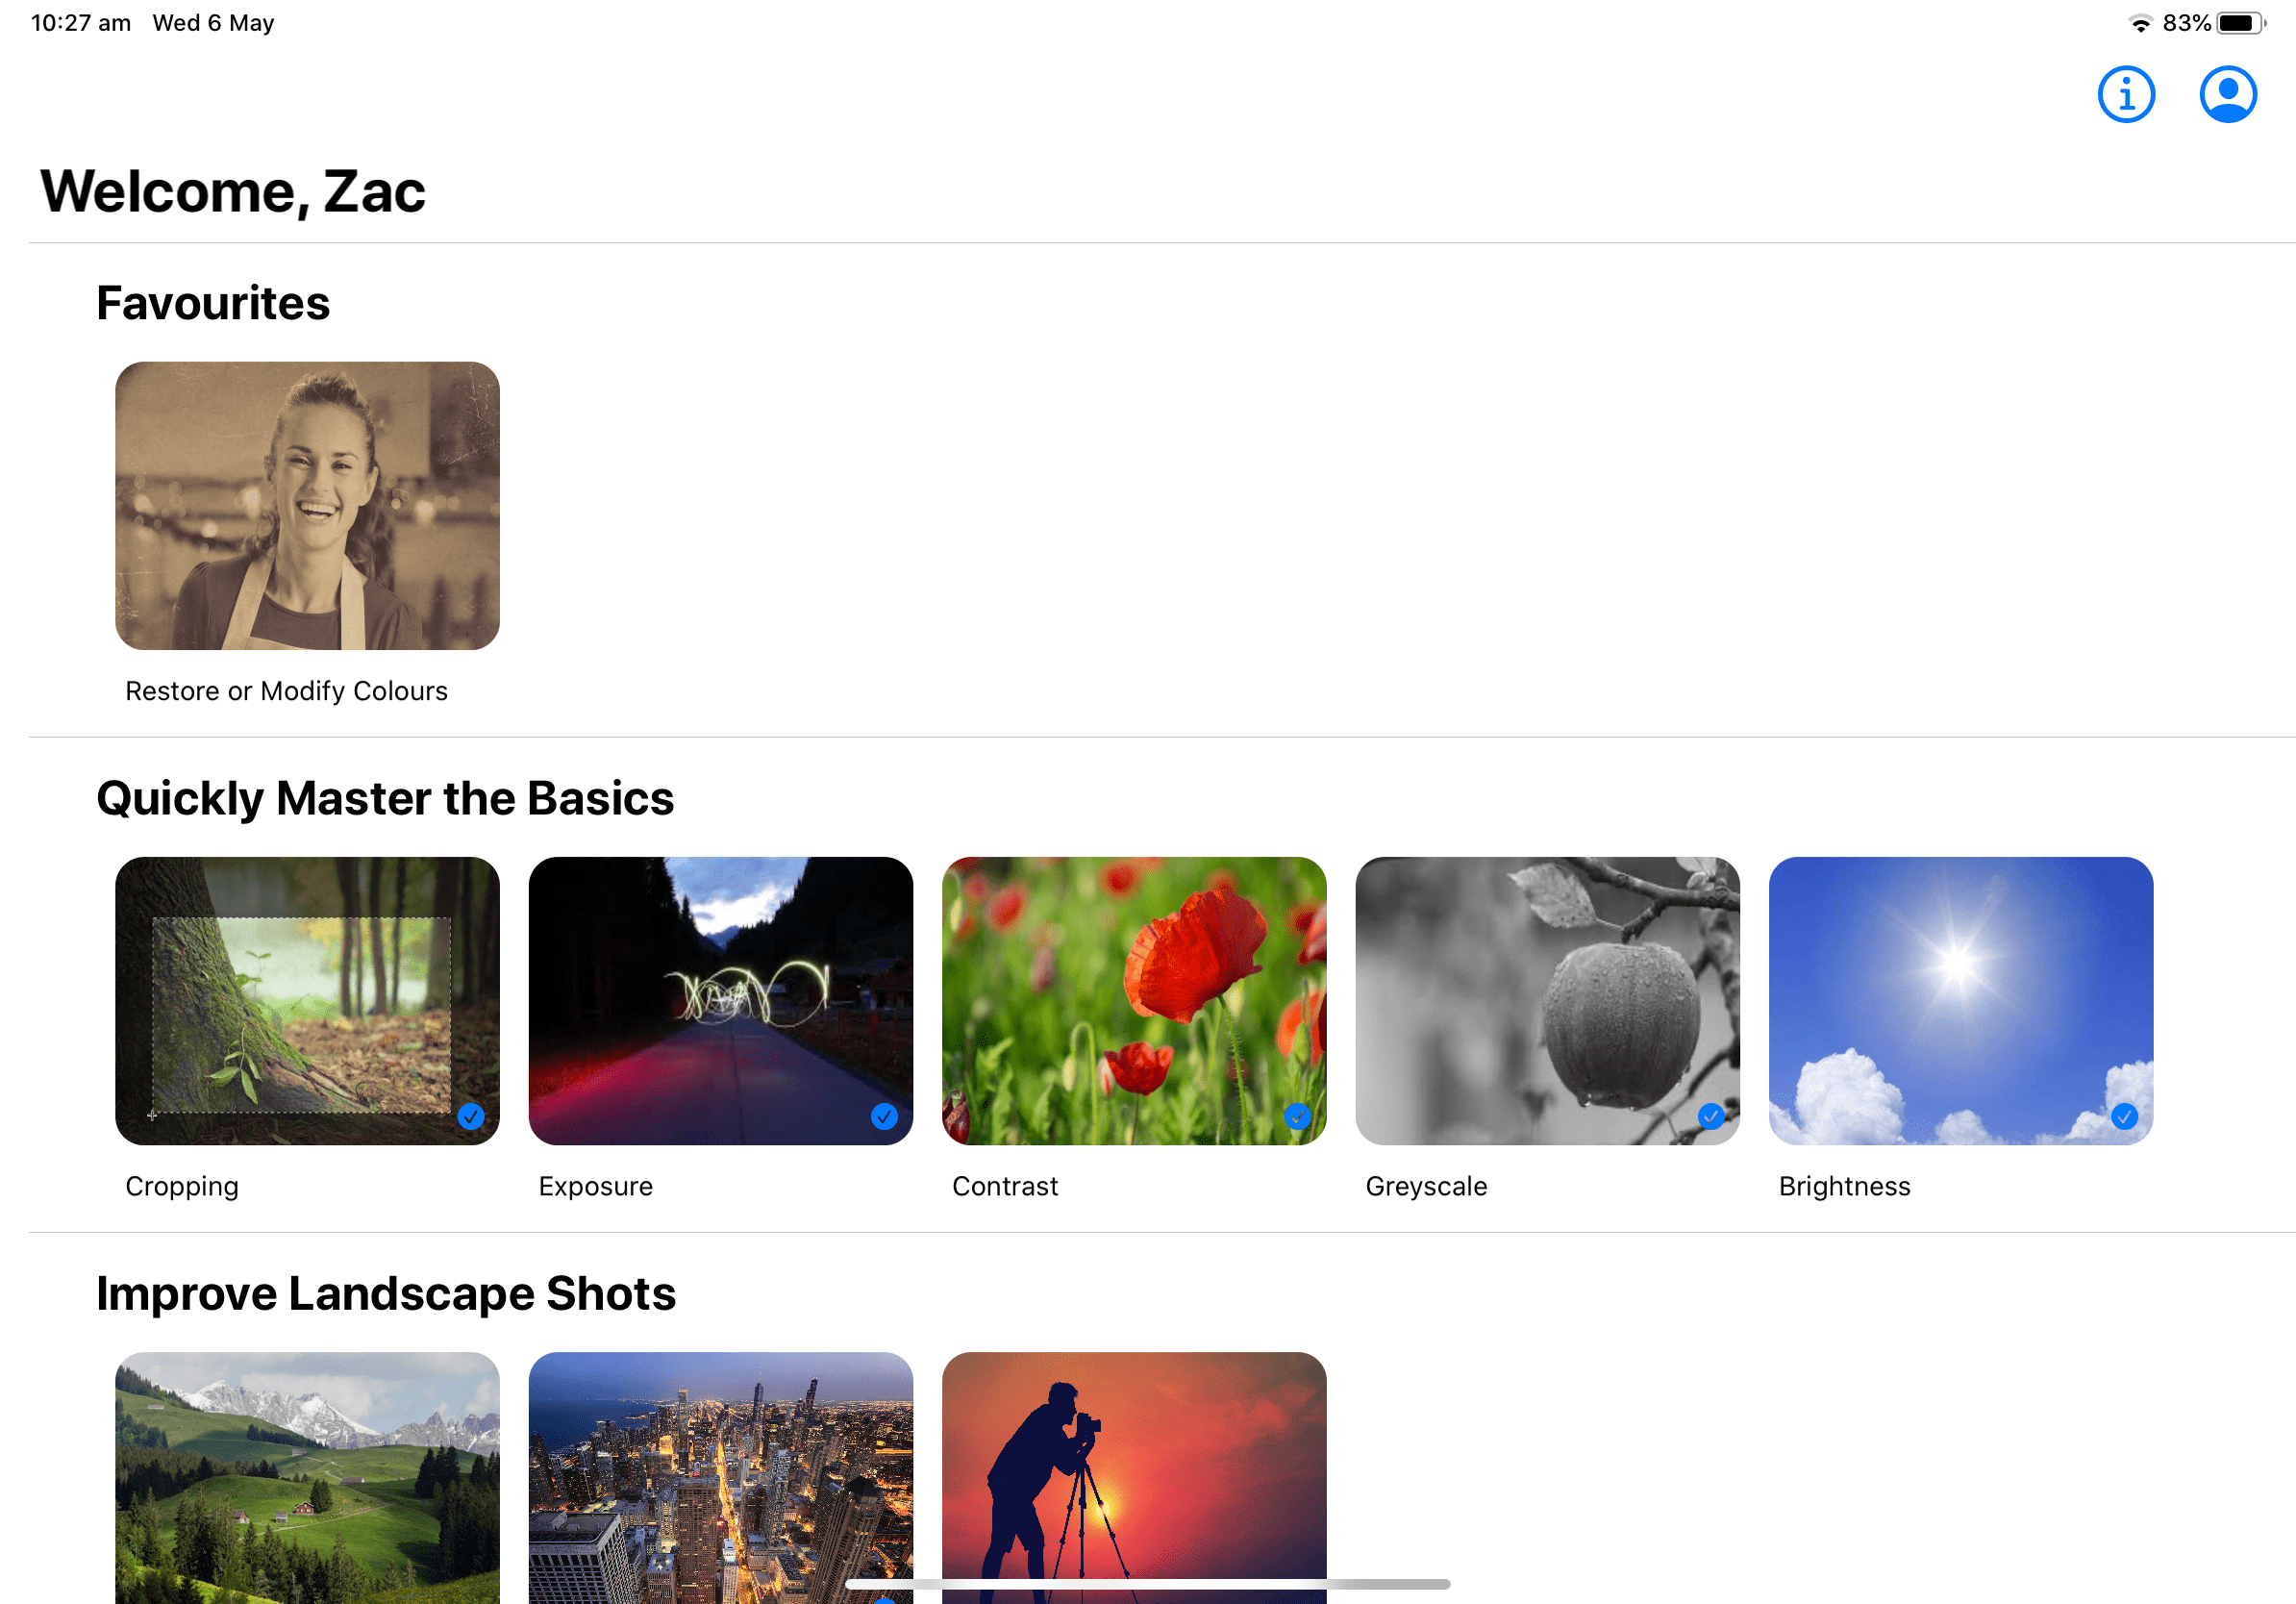 10:27 am Wed 6 May 83%
Welcome, Zac
Favourites
Restore or Modify Colours
Quickly Master the Basics
Cropping Exposure Contrast Greyscale Brightness
Improve Landscape Shots